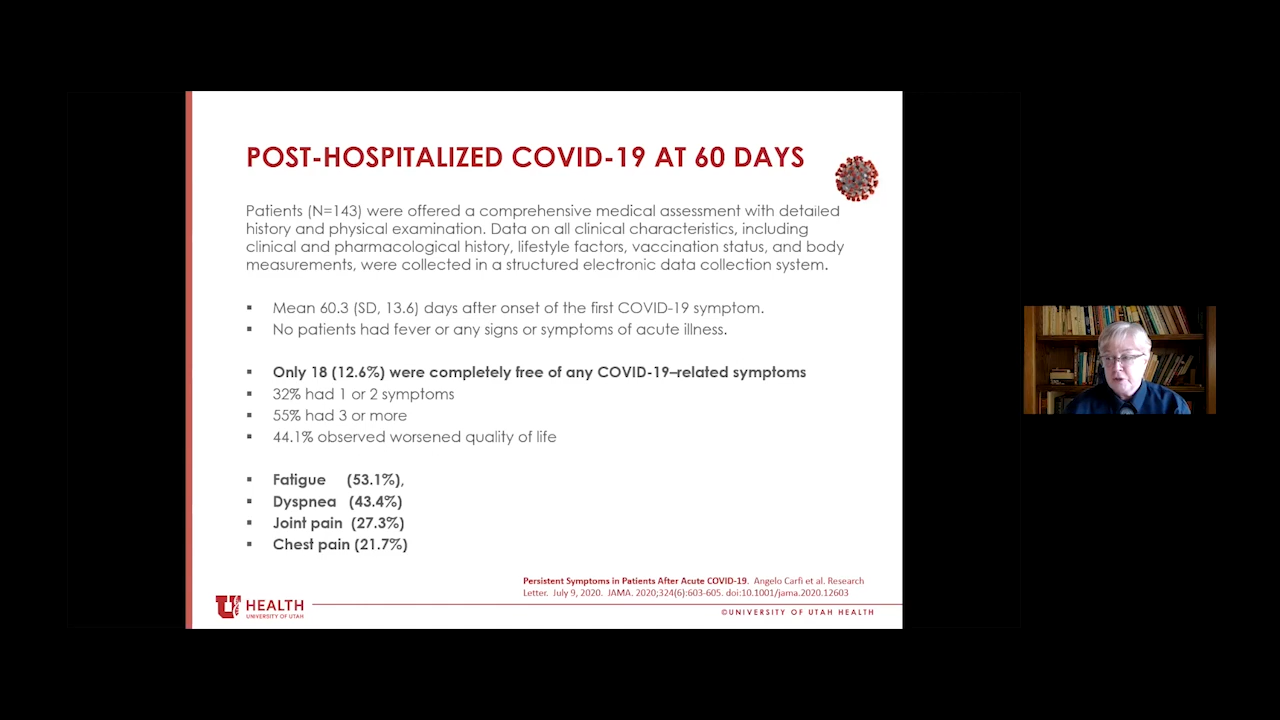 POST-HOSPITALIZED COVID-19 AT 60 DAYS
Patients (N=143) were offered a comprehensive medical assessment with detailed
history and physical examination. Data on all clinical characteristics, including
clinical and pharmacological history, lifestyle factors, vaccination status, and body
measurements, were collected in a structured electronic data collection system.
▪ Mean 60.3 (SD, 13.6) days after onset of the first COVID-19 symptom.
▪ No patients had fever or any signs or symptoms of acute illness.
▪ Only 18 (12.6%) were completely free of any COVID-19–related symptoms
▪ 32% had 1 or 2 symptoms
▪ 55% had 3 or more
▪ 44.1% observed worsened quality of life
▪ Fatigue (53.1%),
▪ Dyspnea (43.4%)
▪ Joint pain (27.3%)
▪ Chest pain (21.7%)
Persistent Symptoms in Patients After Acute COVID-19. Angelo Carfì et al. Research
Letter. July 9, 2020. JAMA. 2020;324(6):603-605. doi:10.1001/jama.2020.12603
U HEALTH
UNIVERSITY OF UTAH
©UNIVERSITY OF UTAH HEALTH